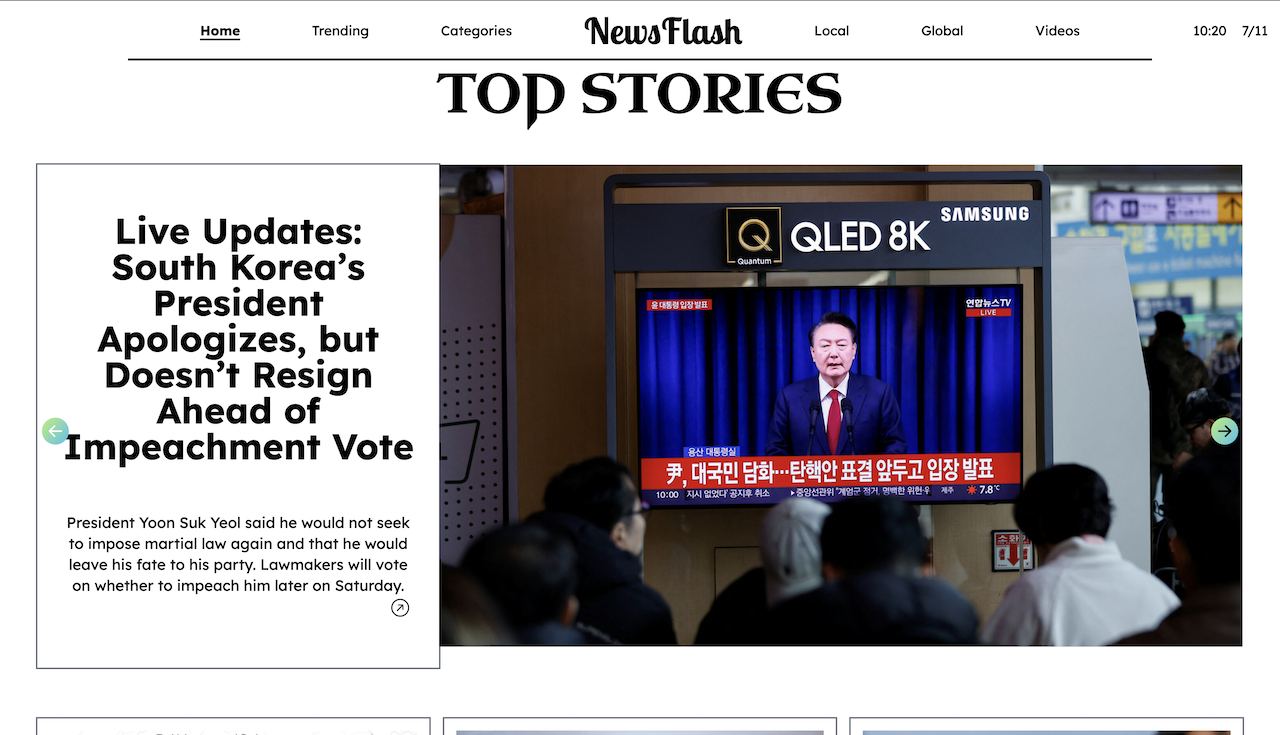 Home
Trending
Categories
NewsFlash
Local
Global
Videos
10:20 7/11
TOP STORIES
Live Updates:
South Korea’s
President
Apologizes, but
Doesn’t Resign
Ahead of
Impeachment Vote
President Yoon Suk Yeol said he would not seek
to impose martial law again and that he would
leave his fate to his party. Lawmakers will vote
on whether to impeach him later on Saturday.
Q
Quantum
QLED 8K
SAMSUNG
윤 대통령 입장 발표
연합뉴스TV
LIVE
용산 대통령실
尹, 대국민 담화···탄핵안 표결 앞두고 입장 발표
10:00 지시 없었다' 공지후 취소 ▸중앙선관위 "계엄군 점거, 명백한 위헌·위 제주 7.8℃
소화